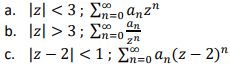 a. |z| < 3 ; ∑_{n=0}^{∞} a_n z^n
b. |z| > 3 ; ∑_{n=0}^{∞} a_n/z^n
c. |z − 2| < 1 ; ∑_{n=0}^{∞} a_n(z − 2)^n